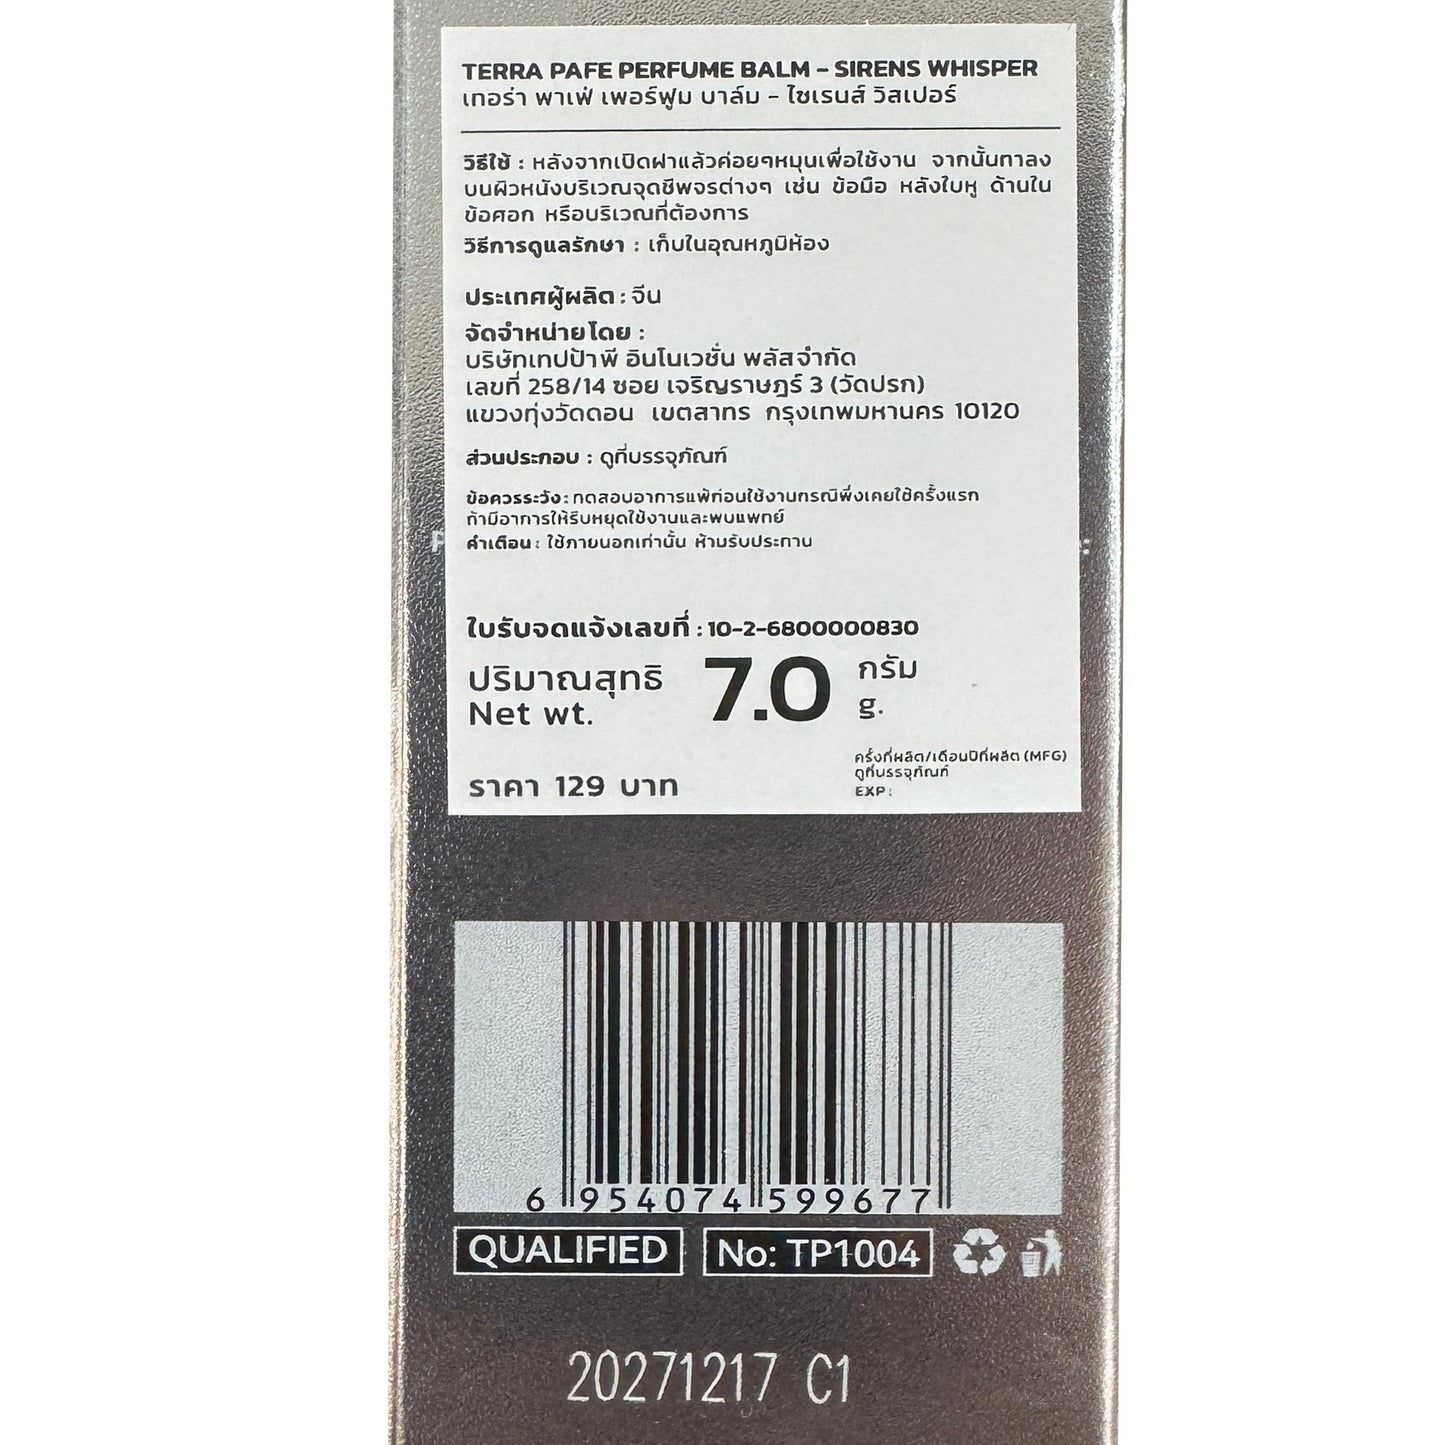 TERRA PAFE PERFUME BALM – SIRENS WHISPER
เทอร่า พาเฟ่ เพอร์ฟูม บาล์ม - ไซเรนส์ วิสเปอร์
วิธีใช้ : หลังจากเปิดฝาแล้วค่อยๆหมุนเพื่อใช้งาน จากนั้นทาลง
บนผิวหนังบริเวณจุดชีพจรต่างๆ เช่น ข้อมือ หลังใบหู ด้านใน
ข้อศอก หรือบริเวณที่ต้องการ
วิธีการดูแลรักษา : เก็บในอุณหภูมิห้อง
ประเทศผู้ผลิต : จีน
จัดจำหน่ายโดย :
บริษัทเทปป้าพี อินโนเวชั่น พลัสจำกัด
เลขที่ 258/14 ซอย เจริญราษฎร์ 3 (วัดปรก)
แขวงทุ่งวัดดอน เขตสาทร กรุงเทพมหานคร 10120
ส่วนประกอบ : ดูที่บรรจุภัณฑ์
ข้อควรระวัง : ทดสอบอาการแพ้ก่อนใช้งานกรณีพึ่งเคยใช้ครั้งแรก
ถ้ามีอาการให้รีบหยุดใช้งานและพบแพทย์
คำเตือน : ใช้ภายนอกเท่านั้น ห้ามรับประทาน
ใบรับจดแจ้งเลขที่ : 10-2-6800000830
ปริมาณสุทธิ 7.0 กรัม
Net wt. g.
ครั้งที่ผลิต/เดือนปีที่ผลิต (MFG)
ดูที่บรรจุภัณฑ์
ราคา 129 บาท
EXP :
6 954074 599677
QUALIFIED
No: TP1004
20271217 C1